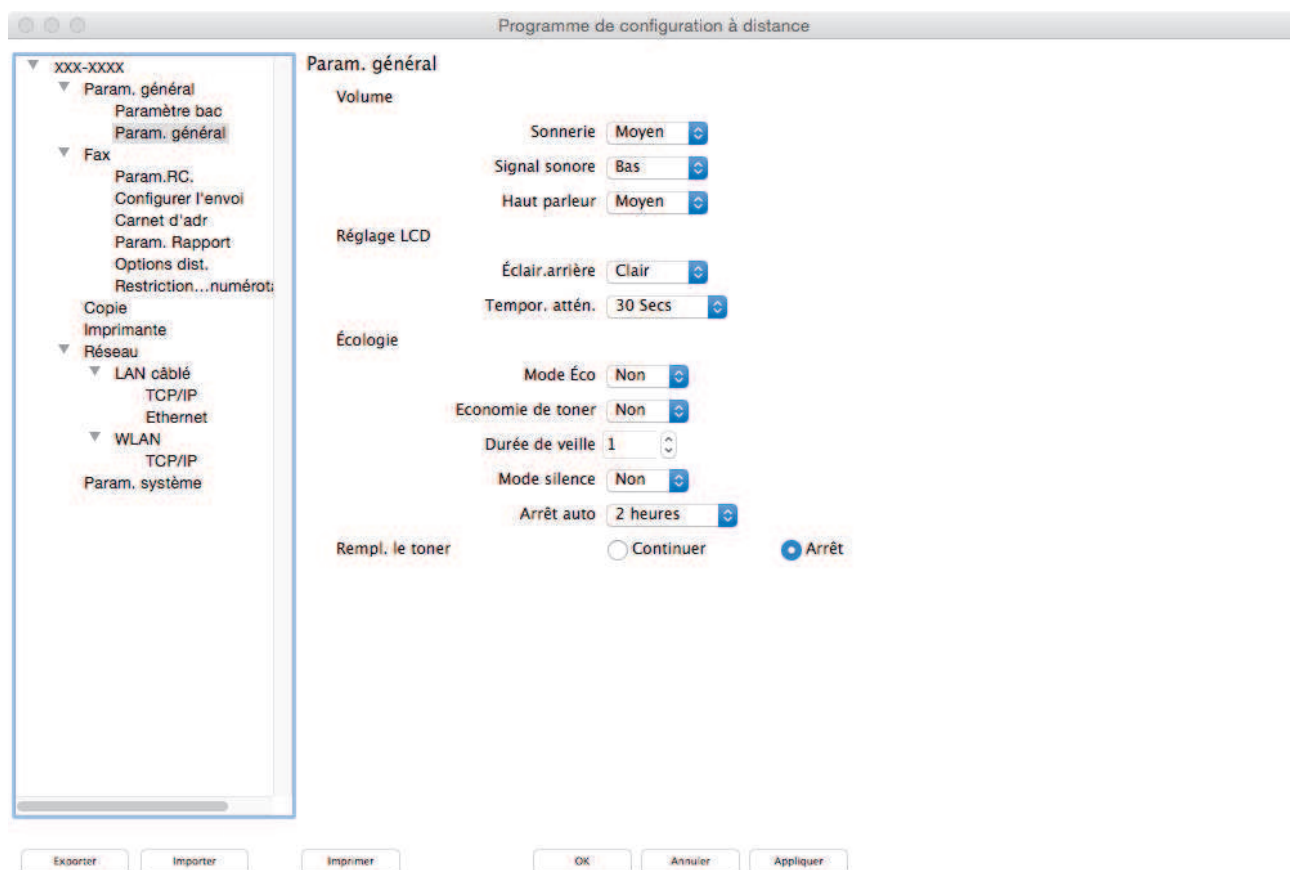 Programme de configuration à distance
XXX-XXXX
Param. général
Paramètre bac
Param. général
Fax
Param.RC.
Configurer l'envoi
Carnet d'adr
Param. Rapport
Options dist.
Restriction...numérota
Copie
Imprimante
Réseau
LAN câblé
TCP/IP
Ethernet
WLAN
TCP/IP
Param. système
Param. général
Volume
Sonnerie Moyen
Signal sonore Bas
Haut parleur Moyen
Réglage LCD
Éclair.arrière Clair
Tempor. attén. 30 Secs
Écologie
Mode Éco Non
Economie de toner Non
Durée de veille 1
Mode silence Non
Arrêt auto 2 heures
Rempl. le toner Continuer Arrêt
Exporter Importer Imprimer OK Annuler Appliquer